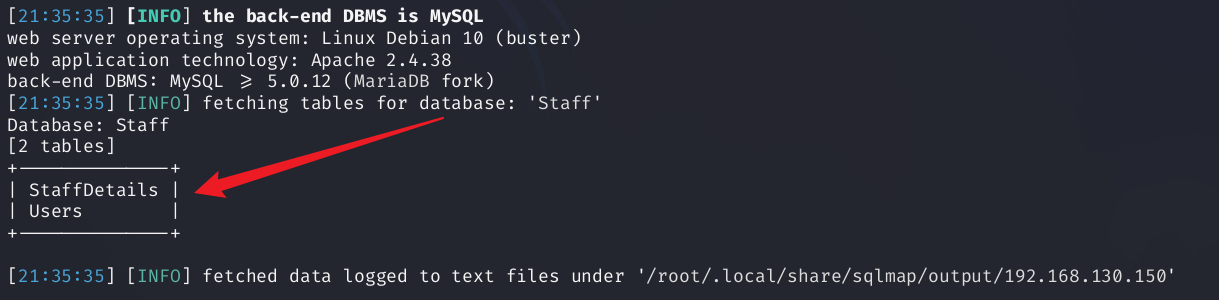 [21:35:35] [INFO] the back-end DBMS is MySQL
web server operating system: Linux Debian 10 (buster)
web application technology: Apache 2.4.38
back-end DBMS: MySQL ≥ 5.0.12 (MariaDB fork)
[21:35:35] [INFO] fetching tables for database: 'Staff'
Database: Staff
[2 tables]
+--------------+
| StaffDetails |
| Users        |
+--------------+
[21:35:35] [INFO] fetched data logged to text files under '/root/.local/share/sqlmap/output/192.168.130.150'